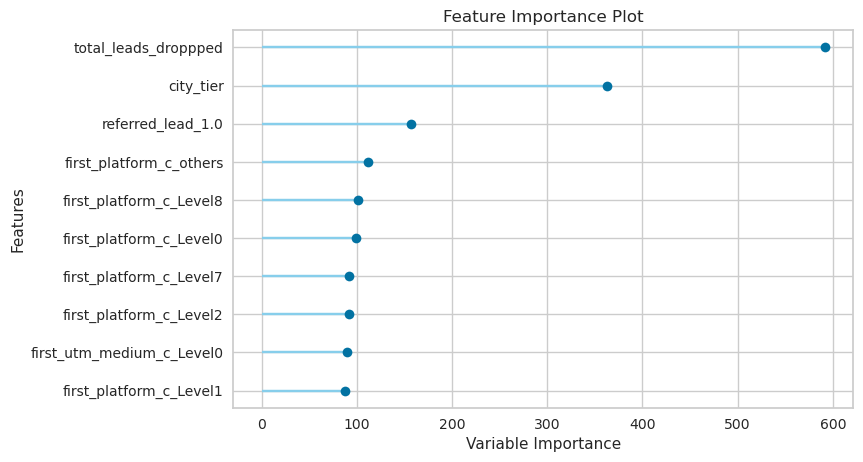 Feature Importance Plot
total_leads_droppped
city_tier
referred_lead_1.0
first_platform_c_others
first_platform_c_Level8
first_platform_c_Level0
first_platform_c_Level7
first_platform_c_Level2
first_utm_medium_c_Level0
first_platform_c_Level1
Features
0 100 200 300 400 500 600
Variable Importance